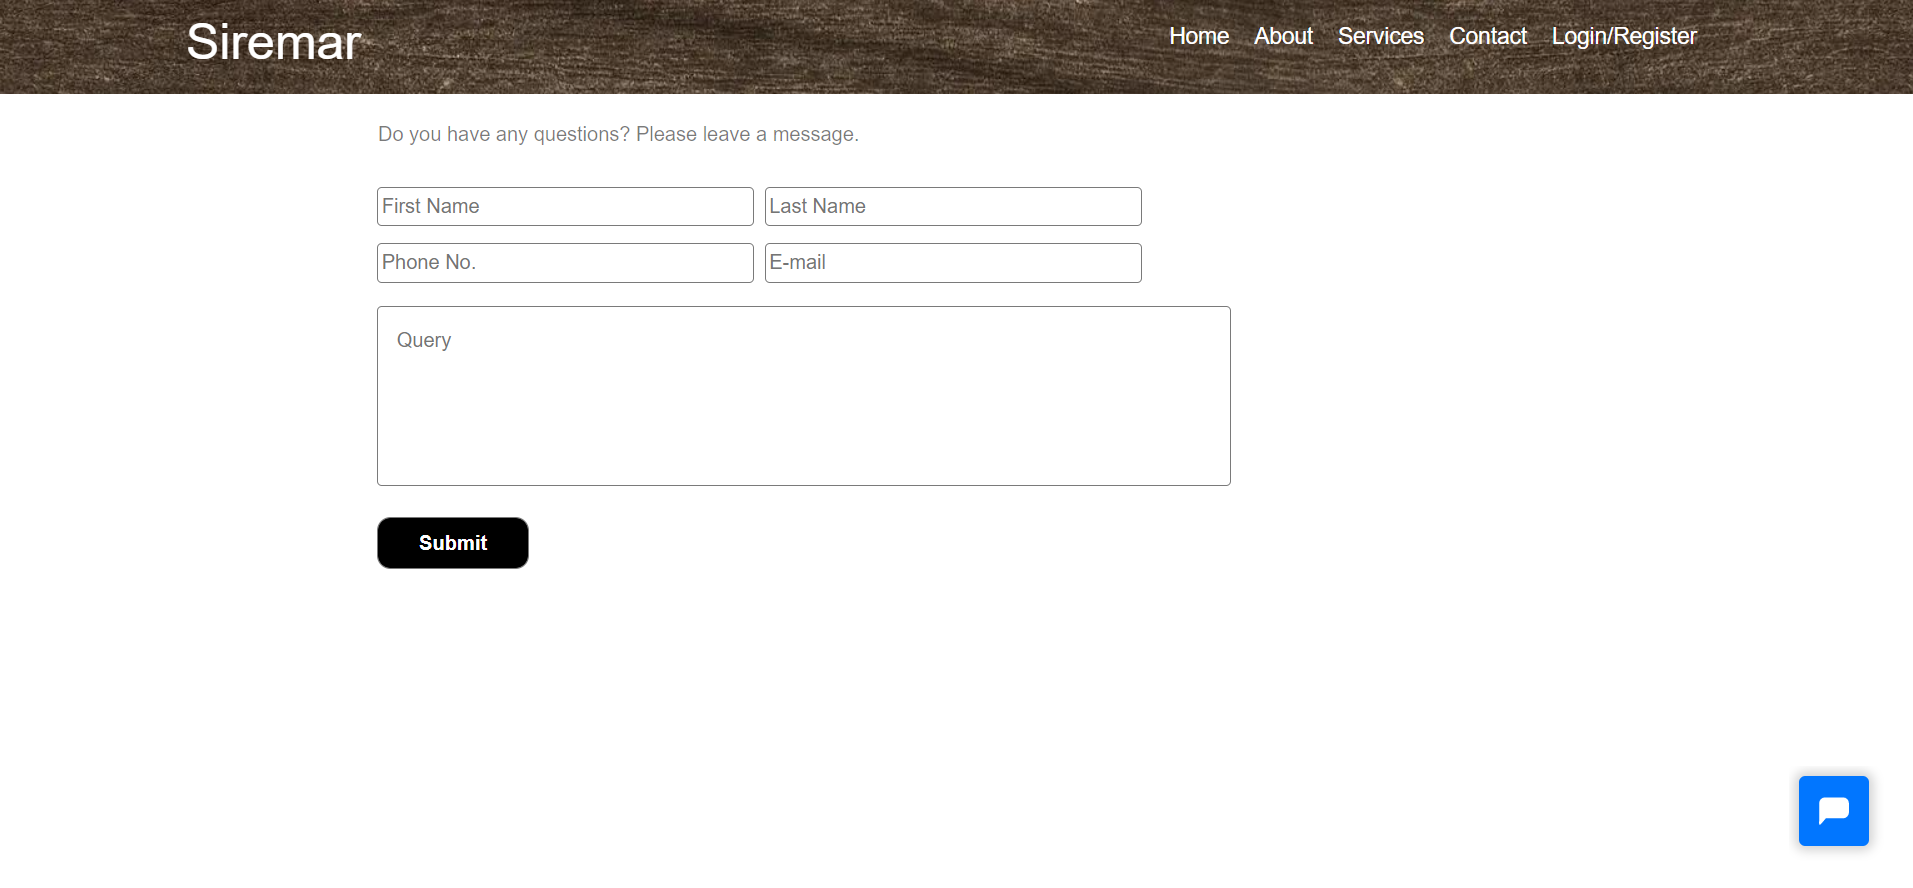 Siremar
Home About Services Contact Login/Register
Do you have any questions? Please leave a message.
First Name Last Name
Phone No. E-mail
Query
Submit